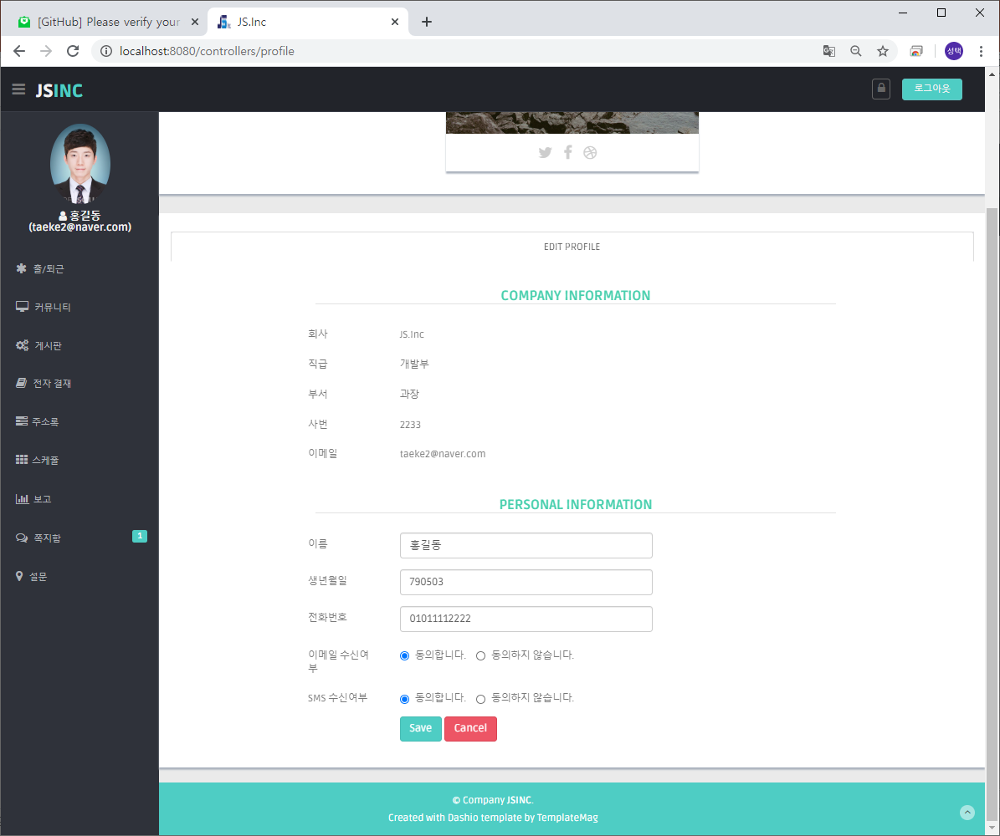 [GitHub] Please verify your
JS.Inc
localhost:8080/controllers/profile
성택
JSINC
로그아웃
홍길동
(taeke2@naver.com)
출/퇴근
커뮤니티
게시판
전자 결재
주소록
스케줄
보고
쪽지함
1
설문
EDIT PROFILE
COMPANY INFORMATION
회사 JS.Inc
직급 개발부
부서 과장
사번 2233
이메일 taeke2@naver.com
PERSONAL INFORMATION
이름 홍길동
생년월일 790503
전화번호 01011112222
이메일 수신여
부
동의합니다. 동의하지 않습니다.
SMS 수신여부 동의합니다. 동의하지 않습니다.
Save Cancel
© Company JSINC.
Created with Dashio template by TemplateMag